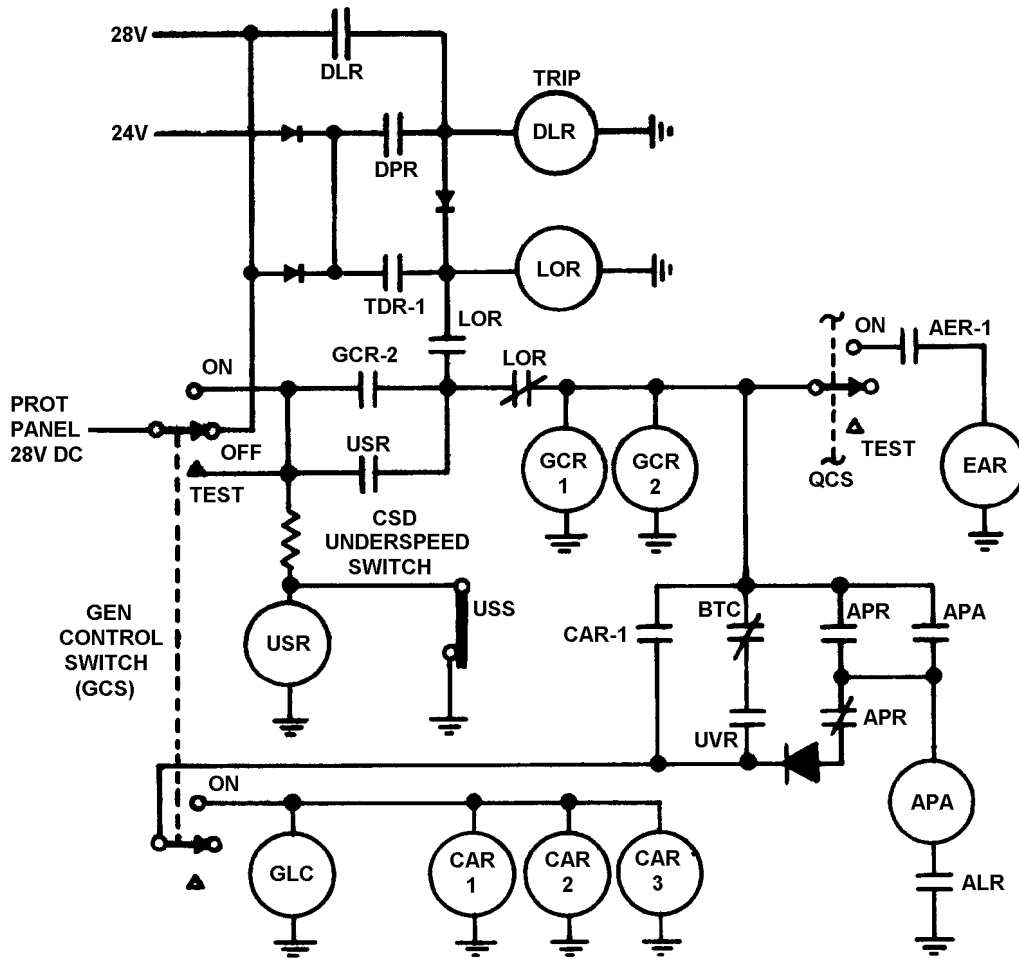 28V
DLR
TRIP
DLR
24V
DPR
LOR
TDR-1
LOR
GCR-2
LOR
ON
AER-1
ON
PROT
PANEL
28V DC
OFF
USR
TEST
GCR
1
GCR
2
QCS
TEST
EAR
CSD
UNDERSPEED
SWITCH
USS
USR
GEN
CONTROL
SWITCH
(GCS)
CAR-1
BTC
APR
APA
UVR
APR
ON
GLC
CAR
1
CAR
2
CAR
3
APA
ALR